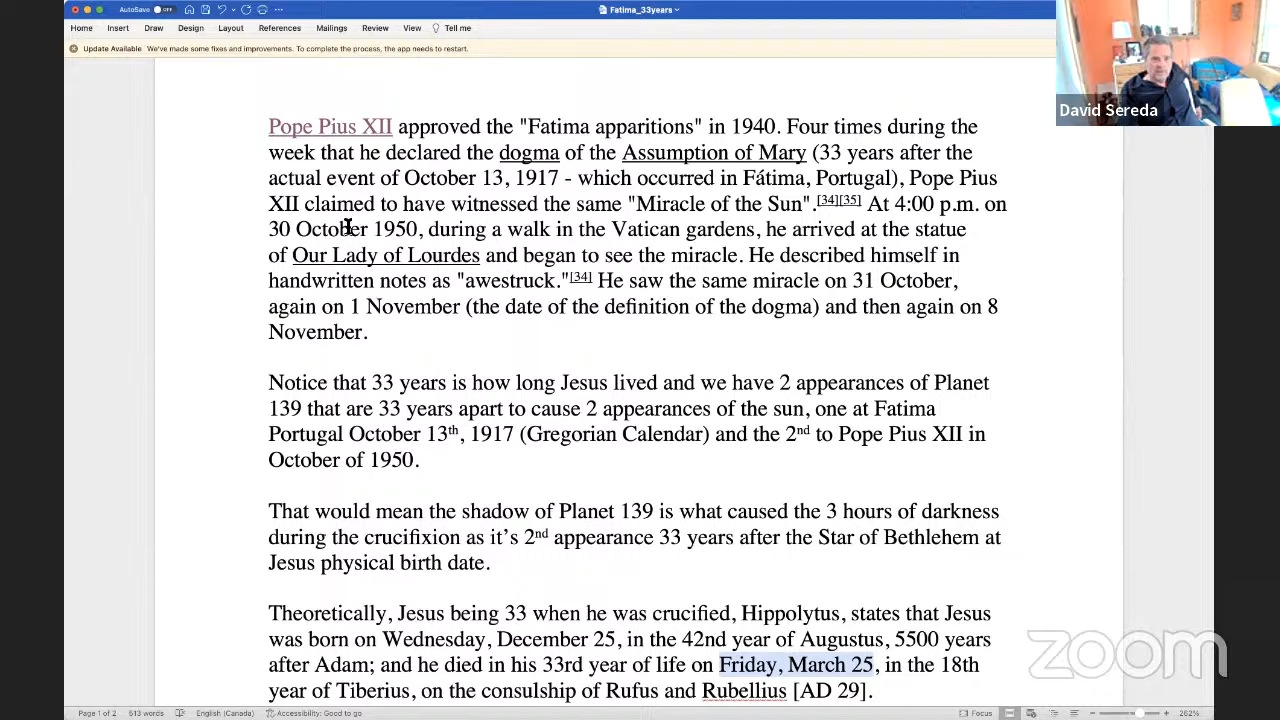 AutoSave OFF
Fatima_33years
Home Insert Draw Design Layout References Mailings Review View Tell me
Update Available We've made some fixes and improvements. To complete the process, the app needs to restart.
David Sereda
Pope Pius XII approved the "Fatima apparitions" in 1940. Four times during the
week that he declared the dogma of the Assumption of Mary (33 years after the
actual event of October 13, 1917 - which occurred in Fátima, Portugal), Pope Pius
XII claimed to have witnessed the same "Miracle of the Sun".[34][35] At 4:00 p.m. on
30 October 1950, during a walk in the Vatican gardens, he arrived at the statue
of Our Lady of Lourdes and began to see the miracle. He described himself in
handwritten notes as "awestruck."[34] He saw the same miracle on 31 October,
again on 1 November (the date of the definition of the dogma) and then again on 8
November.
Notice that 33 years is how long Jesus lived and we have 2 appearances of Planet
139 that are 33 years apart to cause 2 appearances of the sun, one at Fatima
Portugal October 13th, 1917 (Gregorian Calendar) and the 2nd to Pope Pius XII in
October of 1950.
That would mean the shadow of Planet 139 is what caused the 3 hours of darkness
during the crucifixion as it's 2nd appearance 33 years after the Star of Bethlehem at
Jesus physical birth date.
Theoretically, Jesus being 33 when he was crucified, Hippolytus, states that Jesus
was born on Wednesday, December 25, in the 42nd year of Augustus, 5500 years
after Adam; and he died in his 33rd year of life on Friday, March 25, in the 18th
year of Tiberius, on the consulship of Rufus and Rubellius [AD 29].
zoom
Page 1 of 2 513 words English (Canada) Accessibility: Good to go Focus 262%